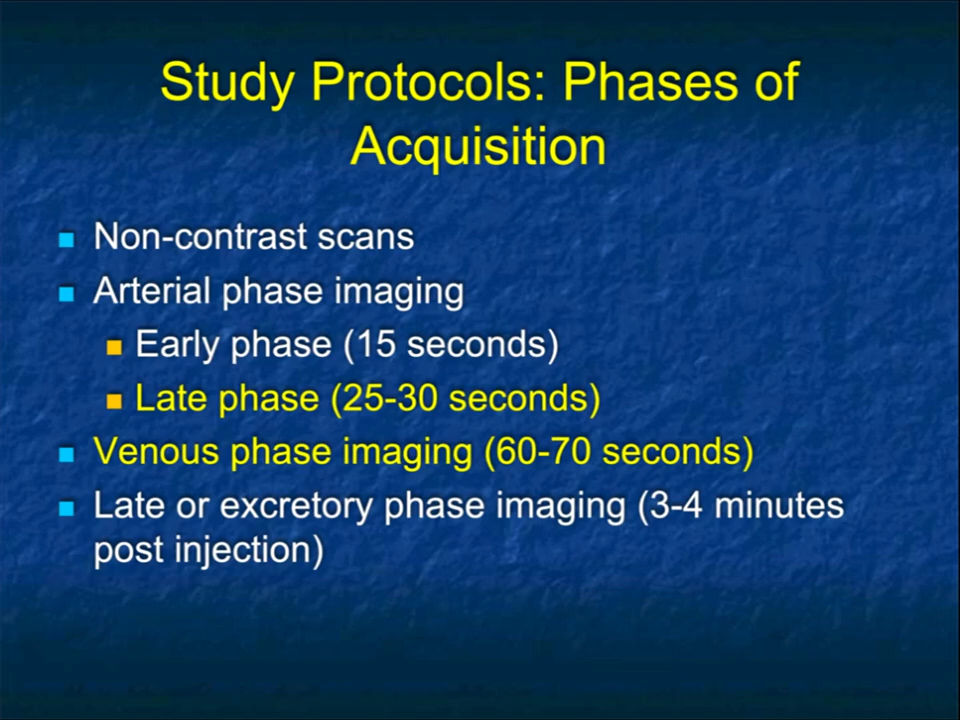 Study Protocols: Phases of
Acquisition
Non-contrast scans
Arterial phase imaging
Early phase (15 seconds)
Late phase (25-30 seconds)
Venous phase imaging (60-70 seconds)
Late or excretory phase imaging (3-4 minutes
post injection)